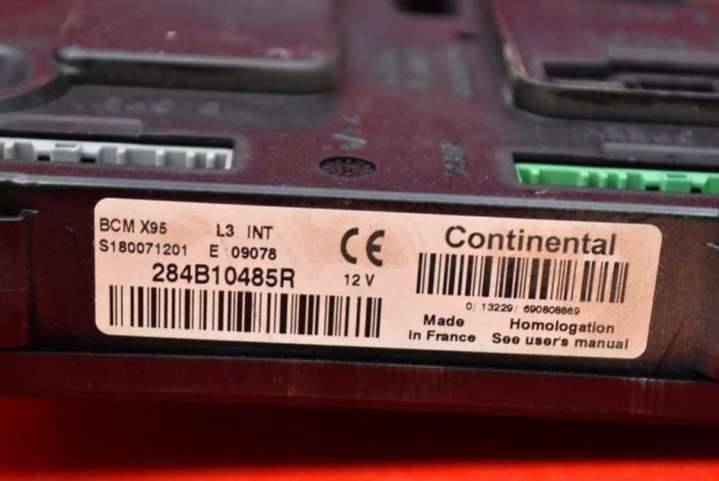 BCM X95 L3 INT
S180071201 E 09078
284B10485R 12 V
CE
Continental
0/ 13229/ 690808869
Made
In France
Homologation
See user's manual